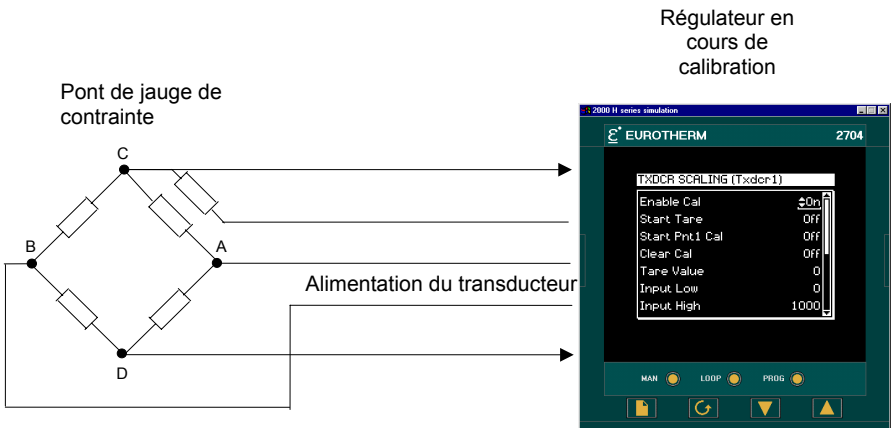 Régulateur en
cours de
calibration
Pont de jauge de
contrainte
2000 H series simulation
EUROTHERM 2704
C
TXDCR SCALING (Txdcr1)
Enable Cal On
Start Tare Off
Start Pnt1 Cal Off
Clear Cal Off
Tare Value 0
Input Low 0
Input High 1000
B
A
Alimentation du transducteur
D
MAN LOOP PROG